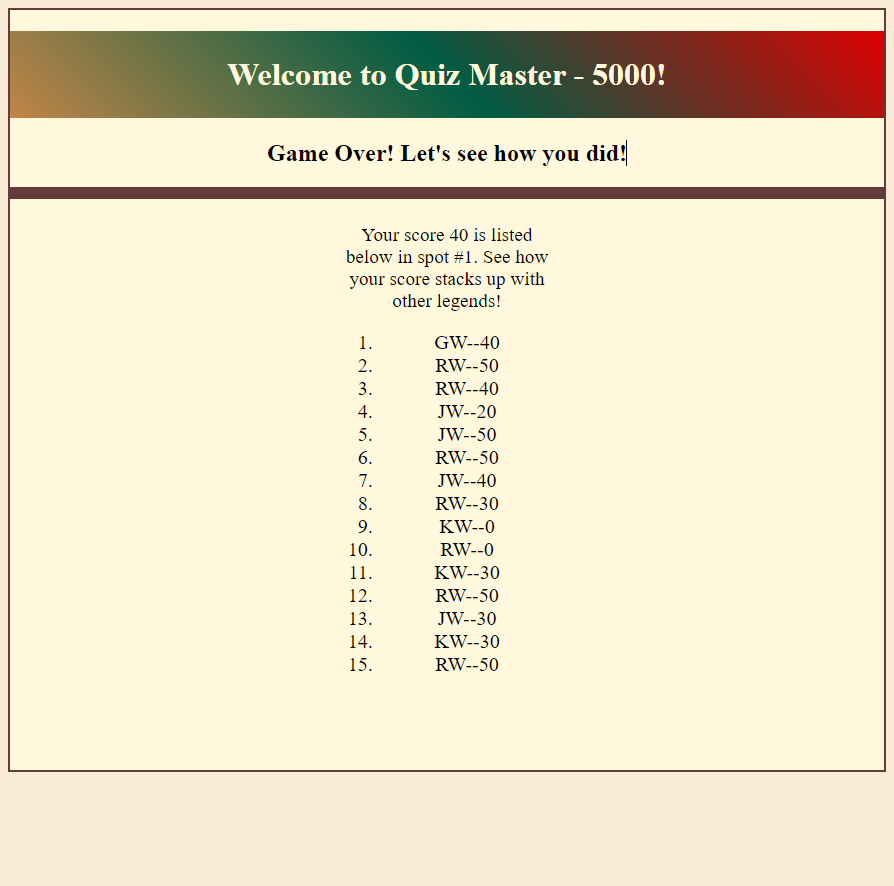 Welcome to Quiz Master - 5000!
Game Over! Let's see how you did!
Your score 40 is listed
below in spot #1. See how
your score stacks up with
other legends!
1. GW--40
2. RW--50
3. RW--40
4. JW--20
5. JW--50
6. RW--50
7. JW--40
8. RW--30
9. KW--0
10. RW--0
11. KW--30
12. RW--50
13. JW--30
14. KW--30
15. RW--50